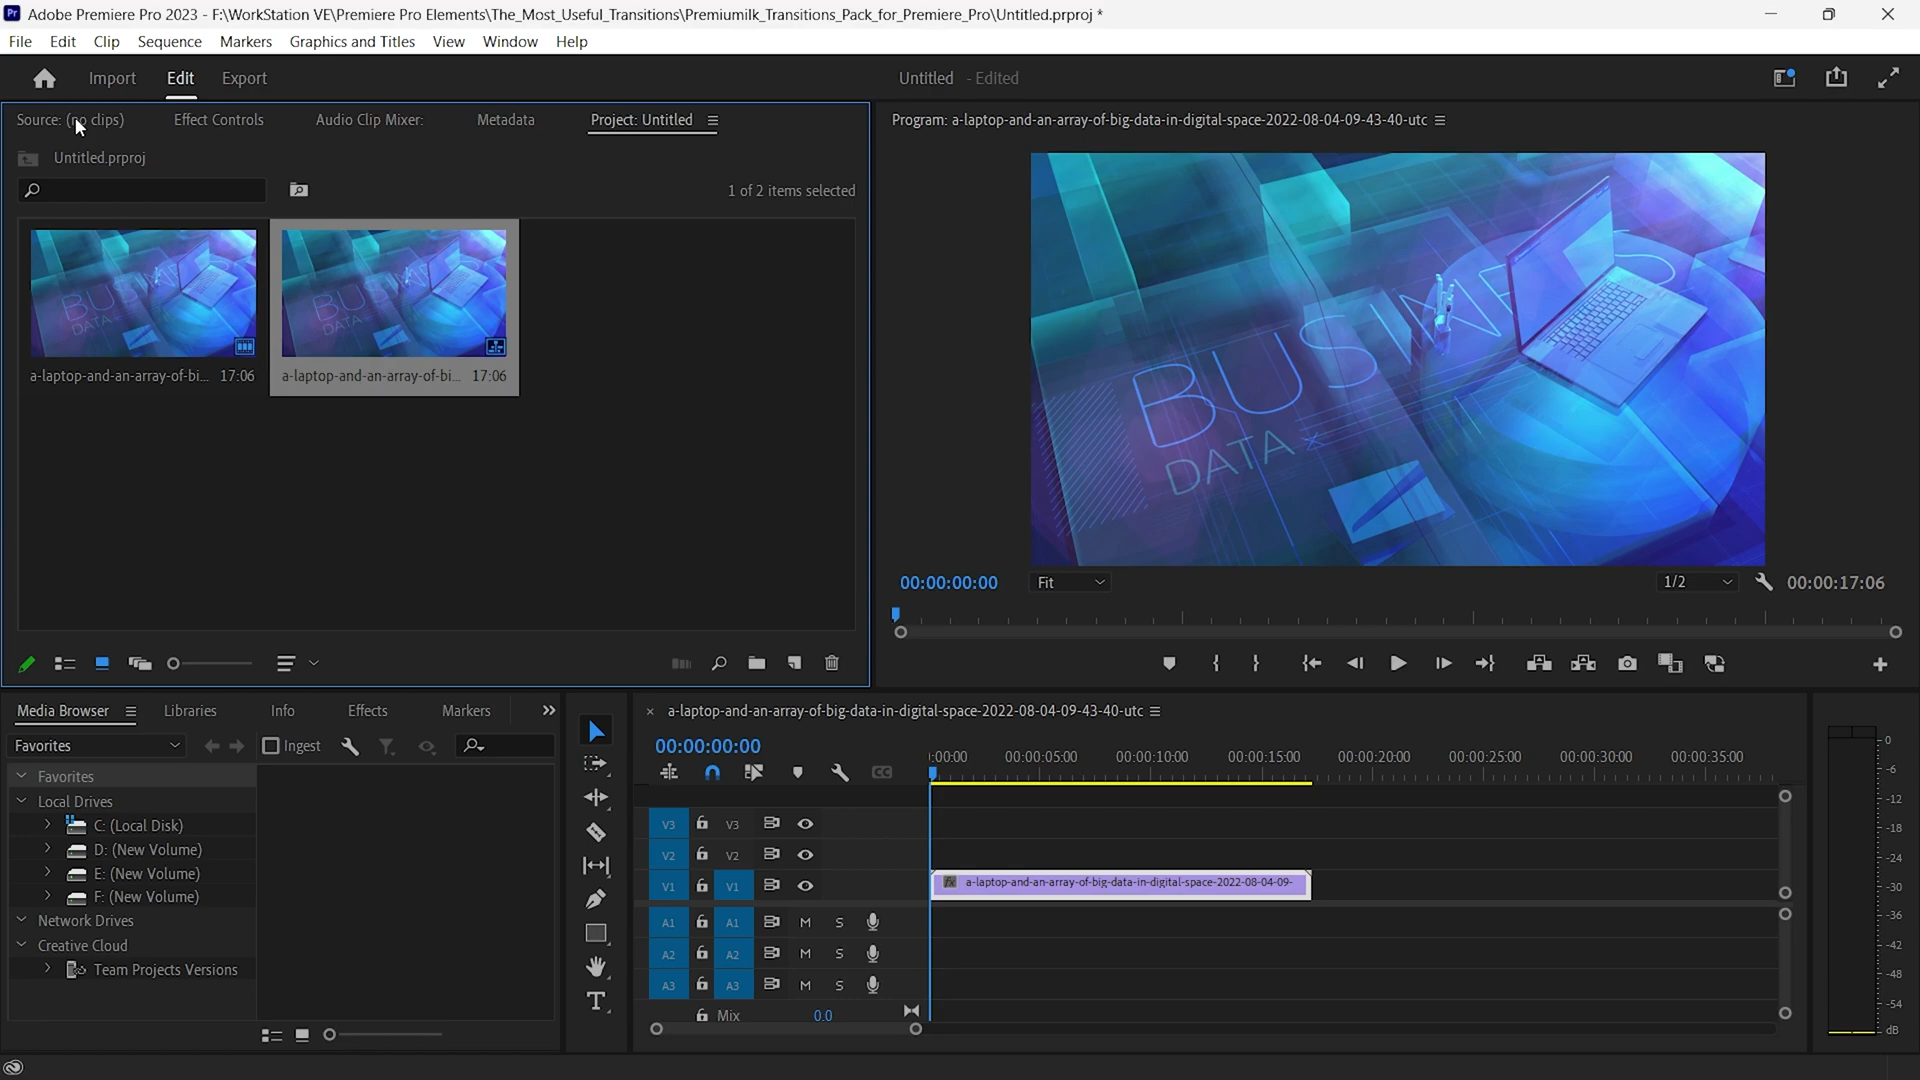 Adobe Premiere Pro 2023 - F:\WorkStation VE\Premiere Pro Elements\The_Most_Useful_Transitions\Premiumilk_Transitions_Pack_for_Premiere_Pro\Untitled.prproj *
File Edit Clip Sequence Markers Graphics and Titles View Window Help
Import Edit Export
Untitled - Edited
Source: (no clips) Effect Controls Audio Clip Mixer: Metadata Project: Untitled
Program: a-laptop-and-an-array-of-big-data-in-digital-space-2022-08-04-09-43-40-utc
Untitled.prproj
1 of 2 items selected
a-laptop-and-an-array-of-bi... 17:06
a-laptop-and-an-array-of-bi... 17:06
BUSINES
DATA
00:00:00:00 Fit 1/2 00:00:17:06
Media Browser Libraries Info Effects Markers
Favorites Ingest
Favorites
Local Drives
C: (Local Disk)
D: (New Volume)
E: (New Volume)
F: (New Volume)
Network Drives
Creative Cloud
Team Projects Versions
a-laptop-and-an-array-of-big-data-in-digital-space-2022-08-04-09-43-40-utc
00:00:00:00
:00:00 00:00:05:00 00:00:10:00 00:00:15:00 00:00:20:00 00:00:25:00 00:00:30:00 00:00:35:00
V3 V3
V2 V2
V1 V1 fx a-laptop-and-an-array-of-big-data-in-digital-space-2022-08-04-09-
A1 A1 M S
A2 A2 M S
A3 A3 M S
Mix 0.0
0
-6
-12
-18
-24
-30
-36
-42
-48
-54
dB